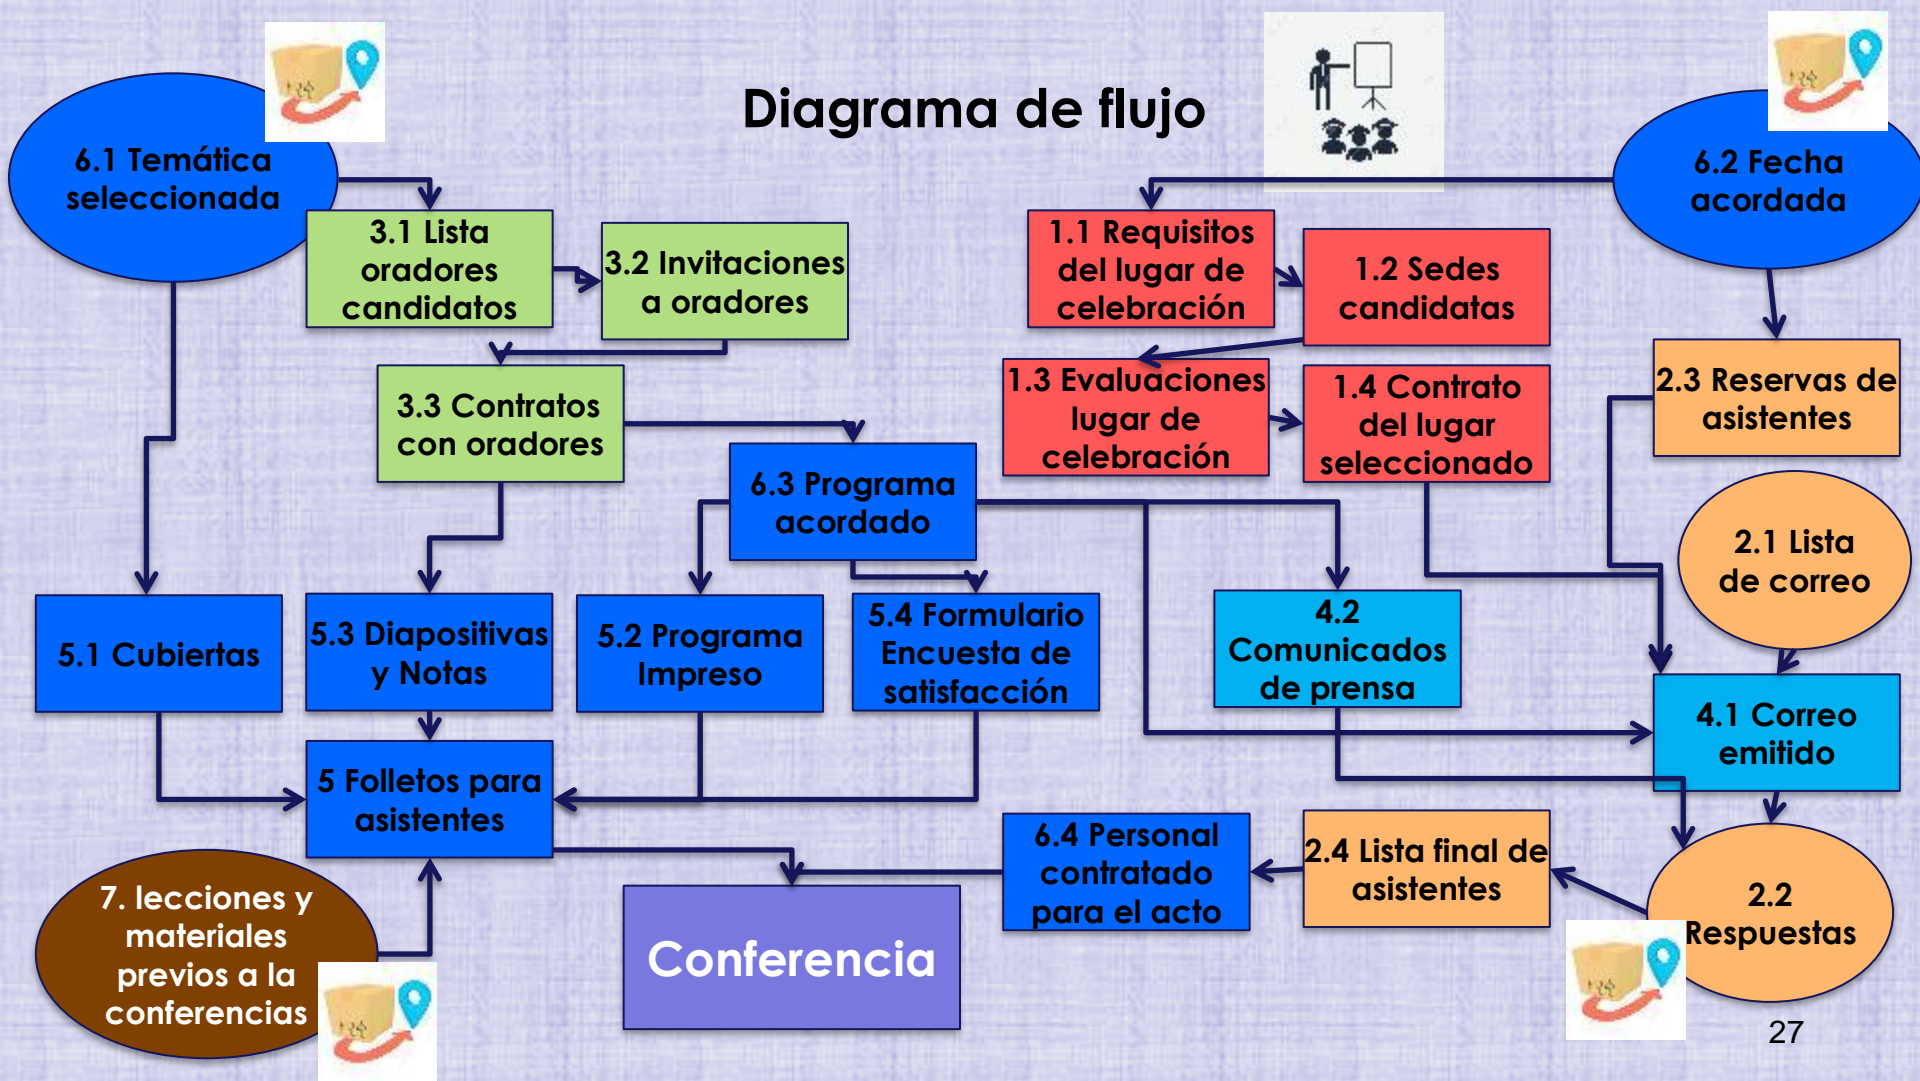 Diagrama de flujo
6.1 Temática
seleccionada
6.2 Fecha
acordada
3.1 Lista
oradores
candidatos
3.2 Invitaciones
a oradores
1.1 Requisitos
del lugar de
celebración
1.2 Sedes
candidatas
3.3 Contratos
con oradores
1.3 Evaluaciones
lugar de
celebración
1.4 Contrato
del lugar
seleccionado
2.3 Reservas de
asistentes
6.3 Programa
acordado
2.1 Lista
de correo
5.1 Cubiertas
5.3 Diapositivas
y Notas
5.2 Programa
Impreso
5.4 Formulario
Encuesta de
satisfacción
4.2
Comunicados
de prensa
4.1 Correo
emitido
5 Folletos para
asistentes
6.4 Personal
contratado
para el acto
2.4 Lista final de
asistentes
2.2
Respuestas
7. lecciones y
materiales
previos a la
conferencias
Conferencia
27